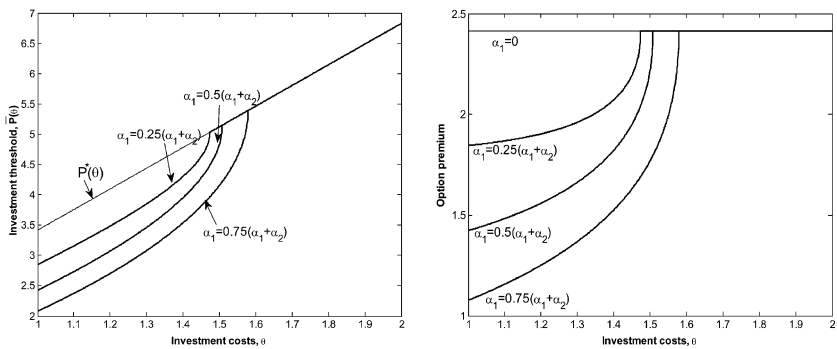 7
6.5
6
5.5
5
4.5
4
3.5
3
2.5
2
1 1.1 1.2 1.3 1.4 1.5 1.6 1.7 1.8 1.9 2
Investment threshold, P̅(θ)
Investment costs, θ
P*(θ)
α₁=0.25(α₁+α₂)
α₁=0.5(α₁+α₂)
α₁=0.75(α₁+α₂)
2.5
2
1.5
1
1 1.1 1.2 1.3 1.4 1.5 1.6 1.7 1.8 1.9 2
Option premium
Investment costs, θ
α₁=0
α₁=0.25(α₁+α₂)
α₁=0.5(α₁+α₂)
α₁=0.75(α₁+α₂)